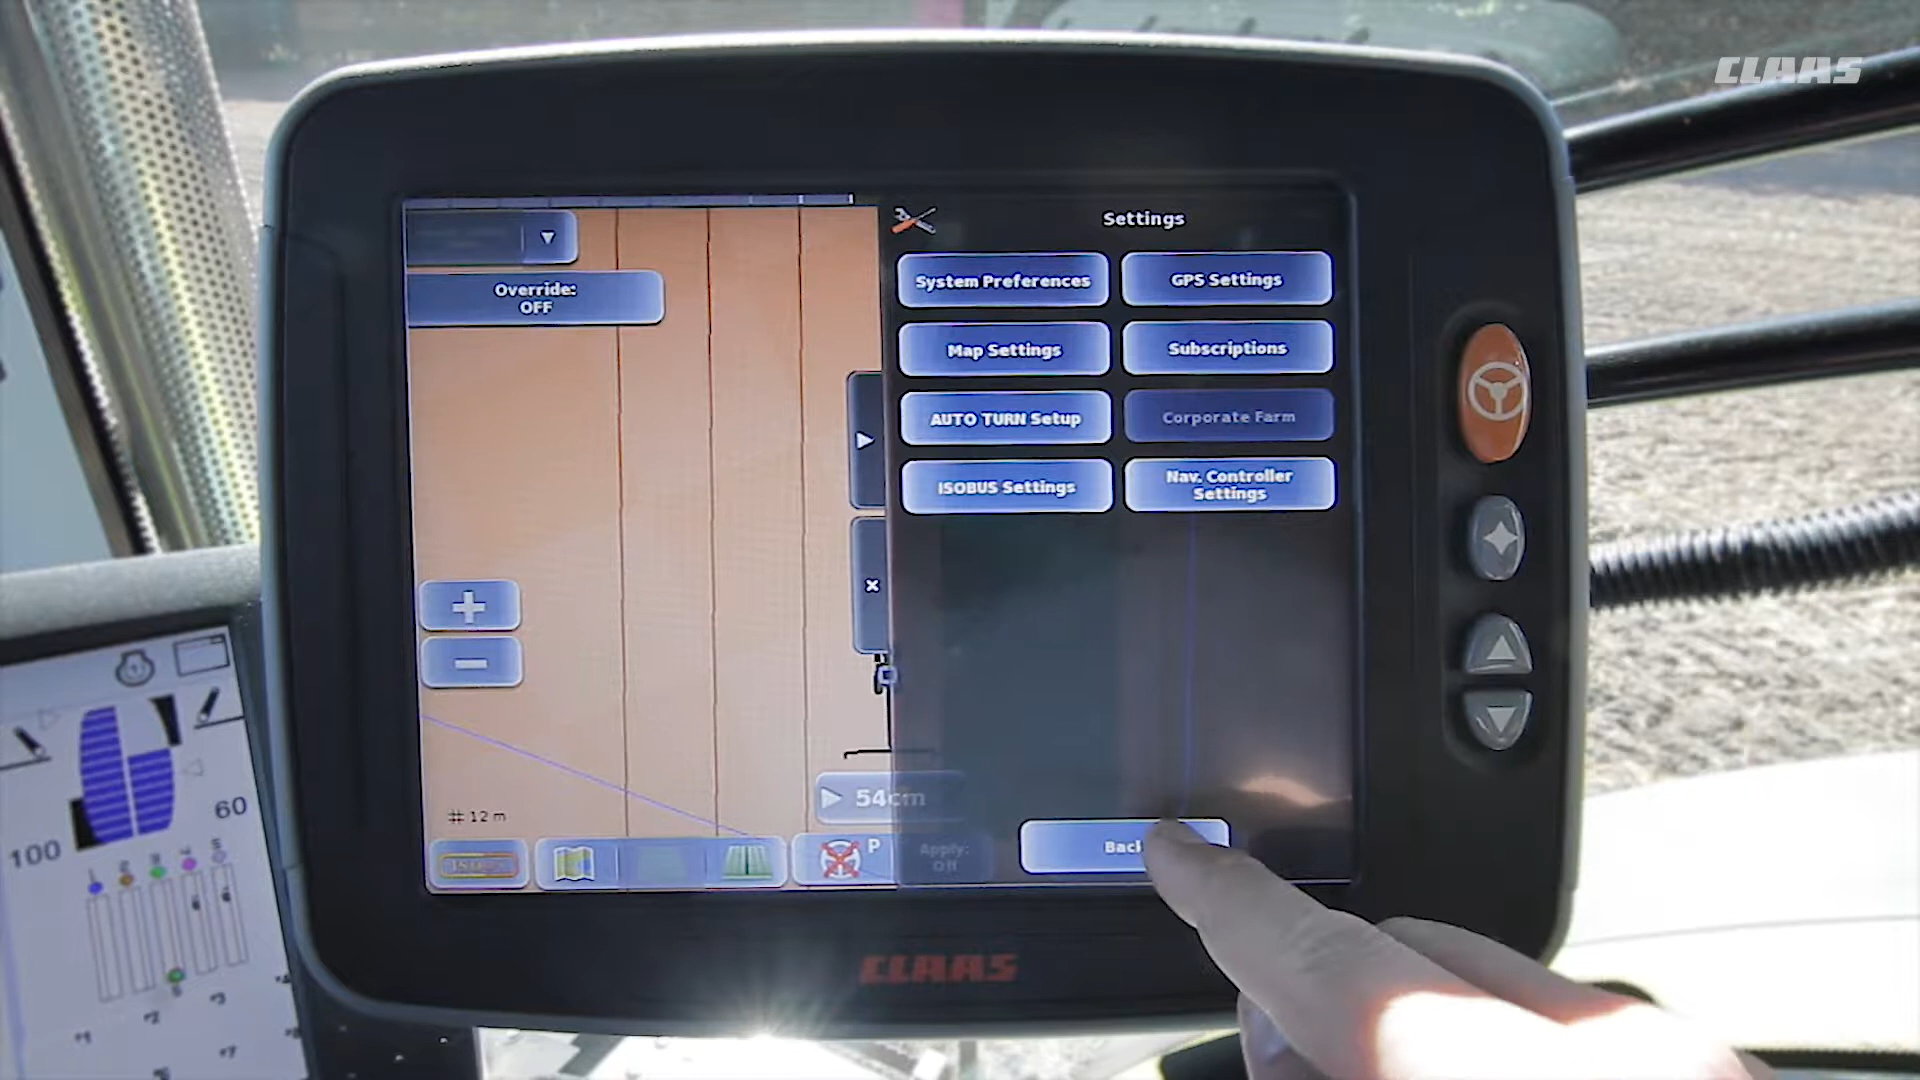 CLAAS
Settings
Override:
OFF
System Preferences
GPS Settings
Map Settings
Subscriptions
AUTO TURN Setup
Corporate Farm
ISOBUS Settings
Nav. Controller
Settings
54cm
12 m
P
Apply:
Off
Back
CLAAS
60
100